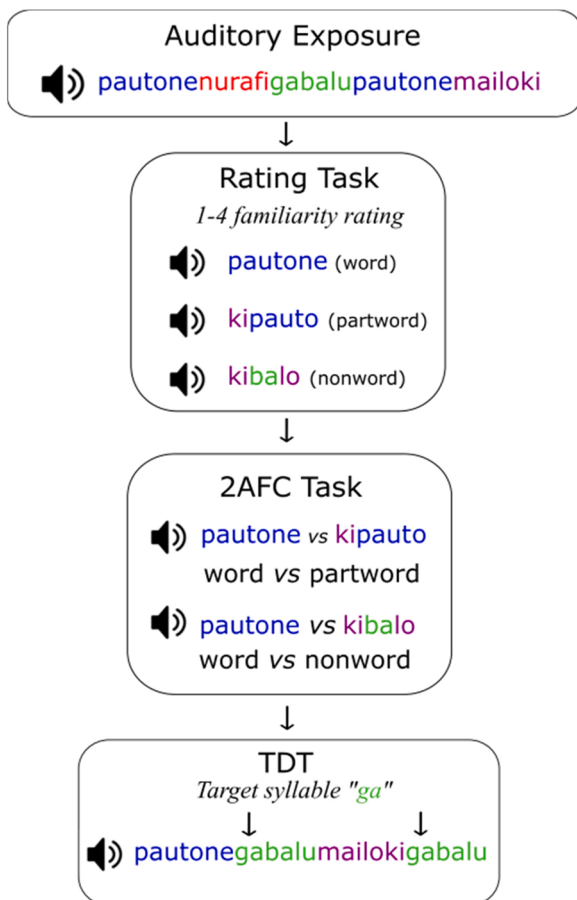 Auditory Exposure
pautonenurafigabalupautonemailoki
↓
Rating Task
1-4 familiarity rating
pautone (word)
kipauto (partword)
kibalo (nonword)
↓
2AFC Task
pautone vs kipauto
word vs partword
pautone vs kibalo
word vs nonword
↓
TDT
Target syllable "ga"
↓ ↓
pautonegabalumailokigabalu